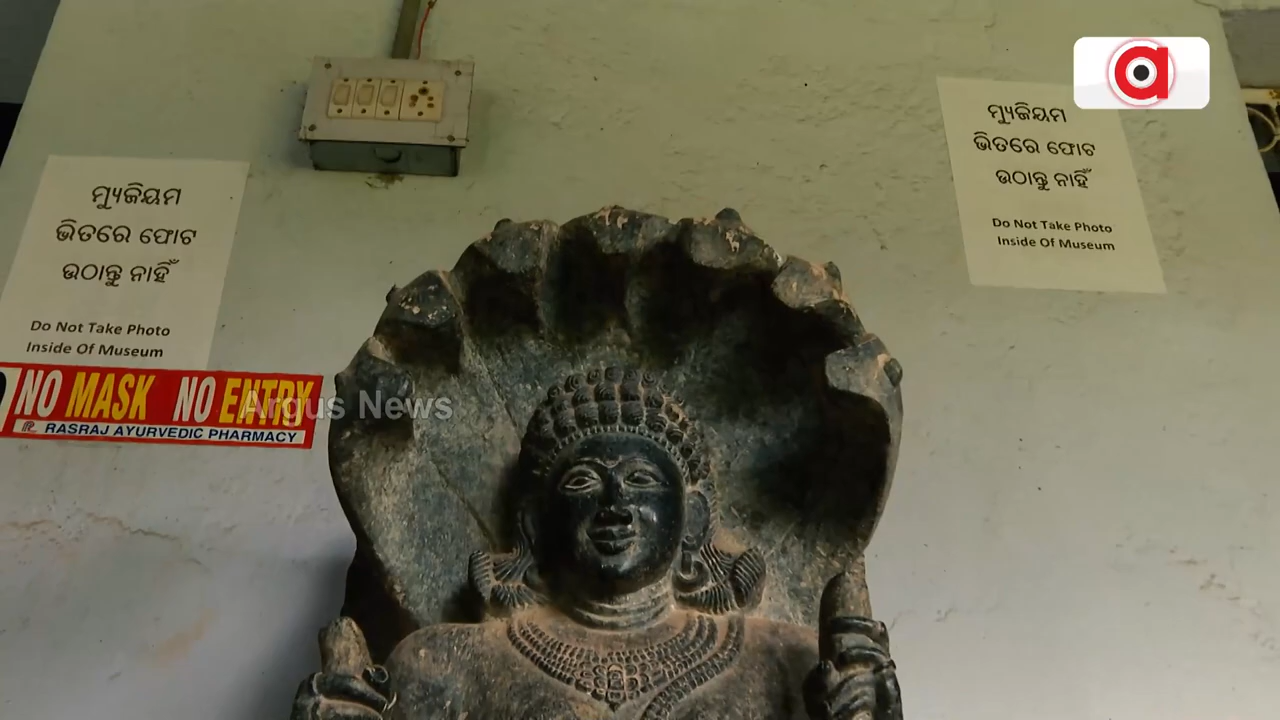 ମ୍ୟୁଜିୟମ
ଭିତରେ ଫୋଟ
ଉଠାନ୍ତୁ ନାହିଁ
Do Not Take Photo
Inside Of Museum
NO MASK NO ENTRY
RASRAJ AYURVEDIC PHARMACY
Argus News
ମ୍ୟୁଜିୟମ
ଭିତରେ ଫୋଟ
ଉଠାନ୍ତୁ ନାହିଁ
Do Not Take Photo
Inside Of Museum